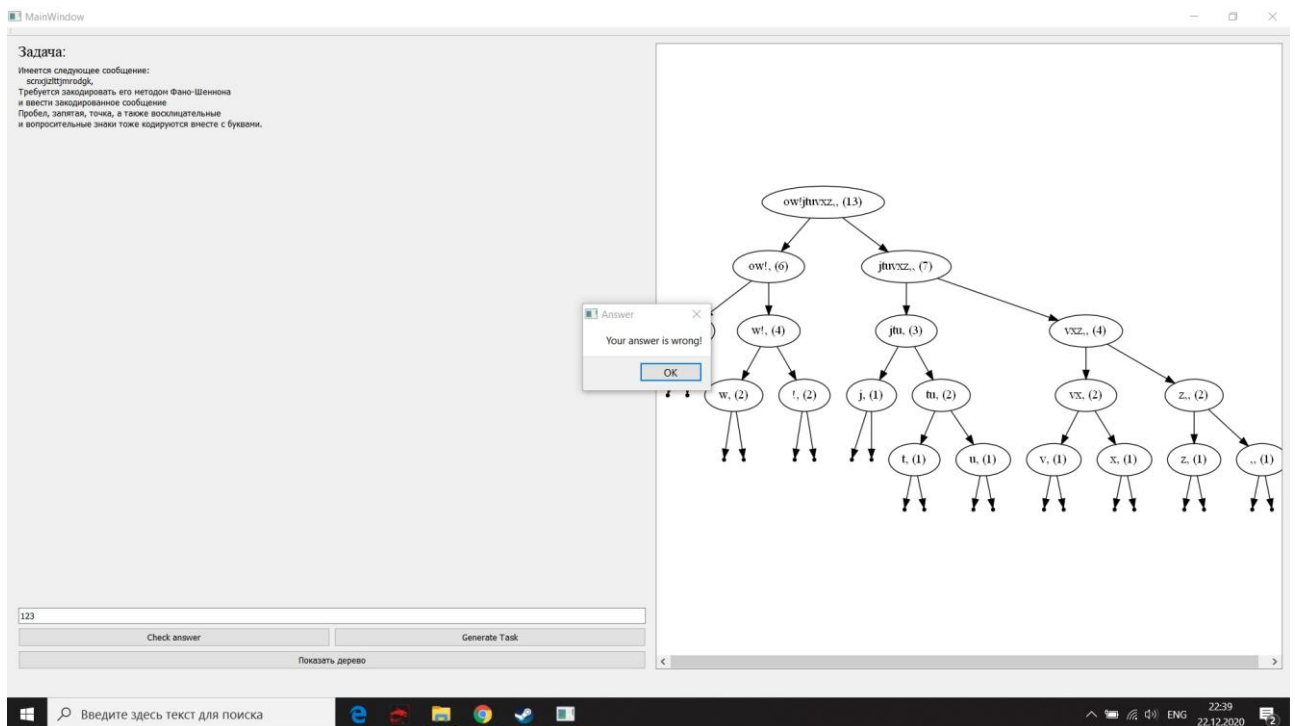 MainWindow
Задача:
Имеется следующее сообщение:
scnxjizlttjmrodgk,
Требуется закодировать его методом Фано-Шеннона
и ввести закодированное сообщение
Пробел, запятая, точка, а также восклицательные
и вопросительные знаки тоже кодируются вместе с буквами.
ow!jtuvxz,, (13)
ow!, (6)
jtuvxz,, (7)
w!, (4)
jtu, (3)
vxz,, (4)
w, (2)
!, (2)
j, (1)
tu, (2)
vx, (2)
z,, (2)
t, (1)
u, (1)
v, (1)
x, (1)
z, (1)
,, (1)
Answer
Your answer is wrong!
OK
123
Check answer
Generate Task
Показать дерево
Введите здесь текст для поиска
ENG
22:39
22.12.2020
2